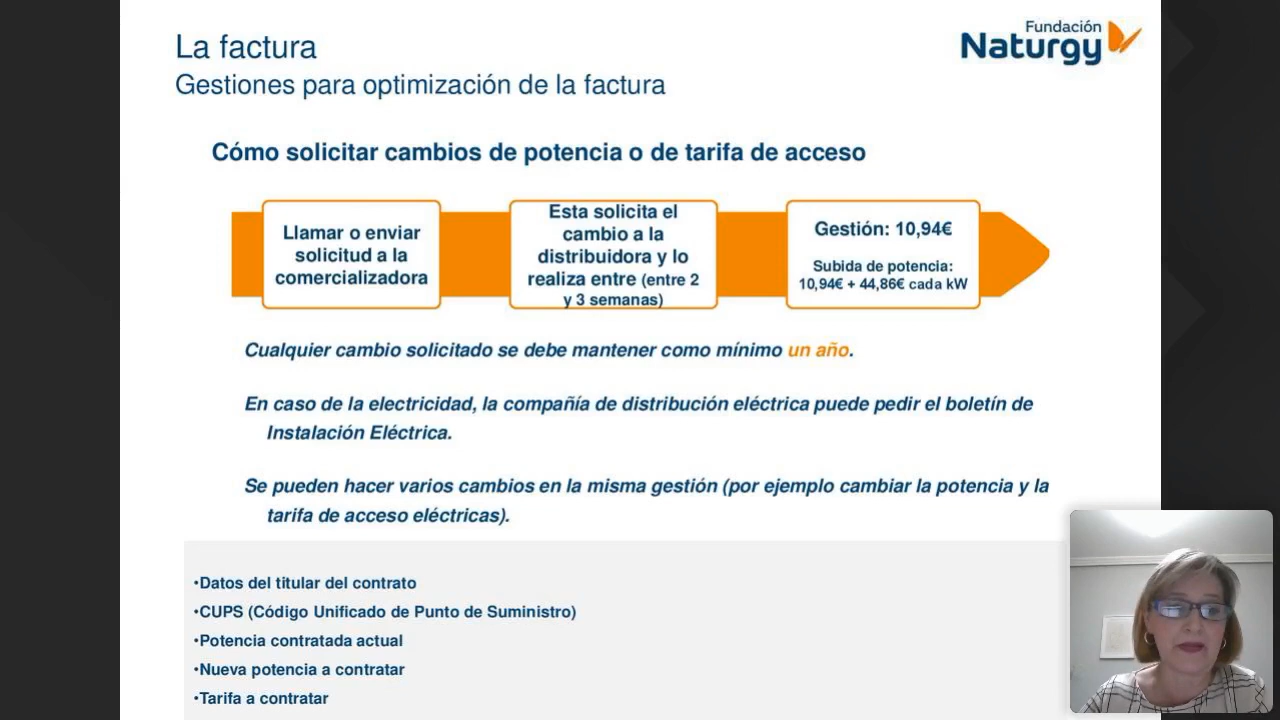 La factura
Gestiones para optimización de la factura
Fundación
Naturgy
Cómo solicitar cambios de potencia o de tarifa de acceso
Llamar o enviar
solicitud a la
comercializadora
Esta solicita el
cambio a la
distribuidora y lo
realiza entre (entre 2
y 3 semanas)
Gestión: 10,94€
Subida de potencia:
10,94€ + 44,86€ cada kW
Cualquier cambio solicitado se debe mantener como mínimo un año.
En caso de la electricidad, la compañía de distribución eléctrica puede pedir el boletín de
Instalación Eléctrica.
Se pueden hacer varios cambios en la misma gestión (por ejemplo cambiar la potencia y la
tarifa de acceso eléctricas).
•Datos del titular del contrato
•CUPS (Código Unificado de Punto de Suministro)
•Potencia contratada actual
•Nueva potencia a contratar
•Tarifa a contratar